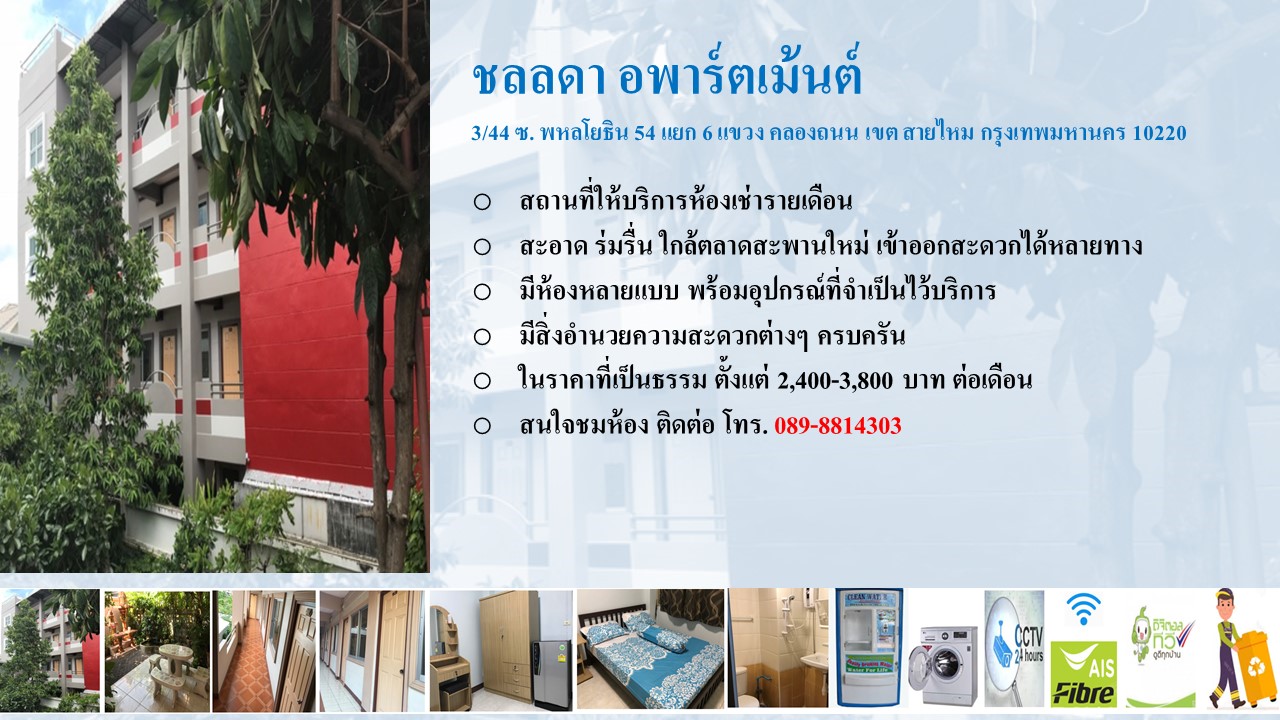 ชลลดา อพาร์ตเม้นต์
3/44 ซ. พหลโยธิน 54 แยก 6 แขวง คลองถนน เขต สายไหม กรุงเทพมหานคร 10220
o สถานที่ให้บริการห้องเช่ารายเดือน
o สะอาด ร่มรื่น ใกล้ตลาดสะพานใหม่ เข้าออกสะดวกได้หลายทาง
o มีห้องหลายแบบ พร้อมอุปกรณ์ที่จำเป็นไว้บริการ
o มีสิ่งอำนวยความสะดวกต่างๆ ครบครัน
o ในราคาที่เป็นธรรม ตั้งแต่ 2,400-3,800 บาท ต่อเดือน
o สนใจชมห้อง ติดต่อ โทร. 089-8814303
CLEAN WATER
Water For Life
CCTV
24 hours
AIS
Fibre
ดิจิตอล
ทีวี
ดูดีทุกบ้าน